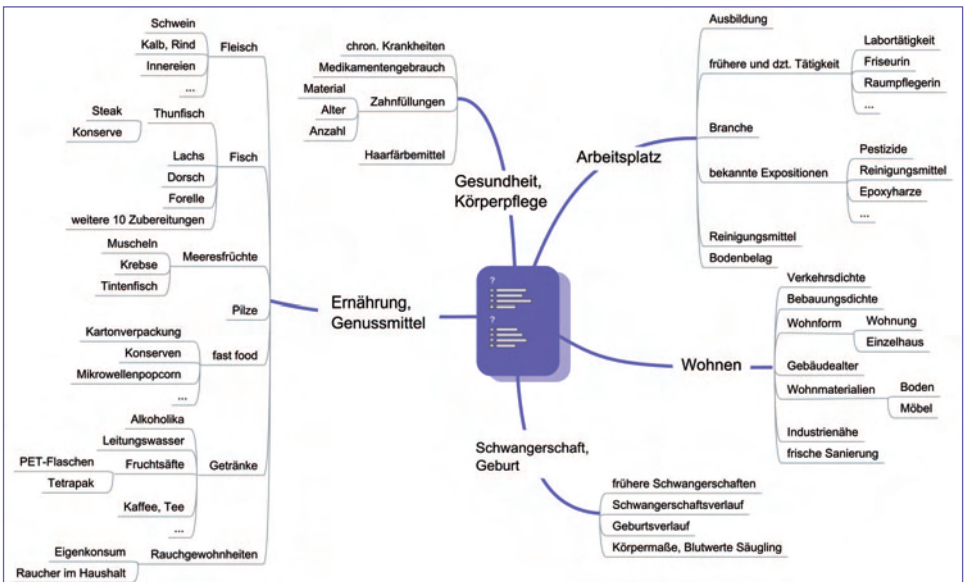 Schwein
Kalb, Rind
Innereien
...
Fleisch
Steak
Konserve
Thunfisch
Lachs
Dorsch
Forelle
weitere 10 Zubereitungen
Fisch
Muscheln
Krebse
Tintenfisch
Meeresfrüchte
Pilze
Kartonverpackung
Konserven
Mikrowellenpopcorn
...
fast food
Alkoholika
Leitungswasser
PET-Flaschen
Tetrapak
Fruchtsäfte
Kaffee, Tee
...
Getränke
Eigenkonsum
Raucher im Haushalt
Rauchgewohnheiten
Ernährung,
Genussmittel
chron. Krankheiten
Medikamentengebrauch
Material
Alter
Anzahl
Zahnfüllungen
Haarfärbemittel
Gesundheit,
Körperpflege
Arbeitsplatz
Ausbildung
frühere und dzt. Tätigkeit
Labortätigkeit
Friseurin
Raumpflegerin
...
Branche
bekannte Expositionen
Pestizide
Reinigungsmittel
Epoxyharze
...
Reinigungsmittel
Bodenbelag
?
?
Wohnen
Verkehrsdichte
Bebauungsdichte
Wohnform
Wohnung
Einzelhaus
Gebäudealter
Wohnmaterialien
Boden
Möbel
Industrienähe
frische Sanierung
Schwangerschaft,
Geburt
frühere Schwangerschaften
Schwangerschaftsverlauf
Geburtsverlauf
Körpermaße, Blutwerte Säugling